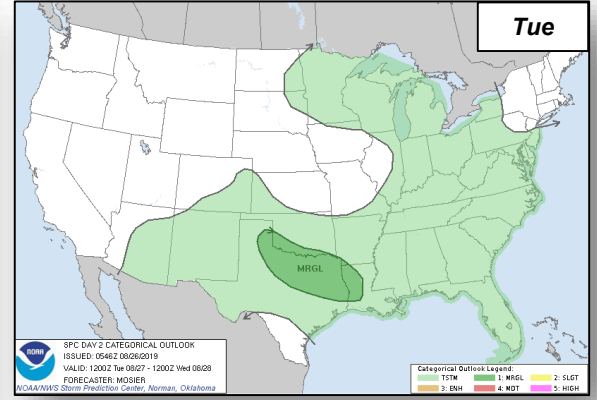 Tue
MRGL
NOAA
SPC DAY 2 CATEGORICAL OUTLOOK
ISSUED: 0546Z 08/26/2019
VALID: 1200Z Tue 08/27 - 1200Z Wed 08/28
FORECASTER: MOSIER
NOAA/NWS Storm Prediction Center, Norman, Oklahoma
Categorical Outlook Legend:
TSTM 1: MRGL 2: SLGT
3: ENH 4: MDT 5: HIGH